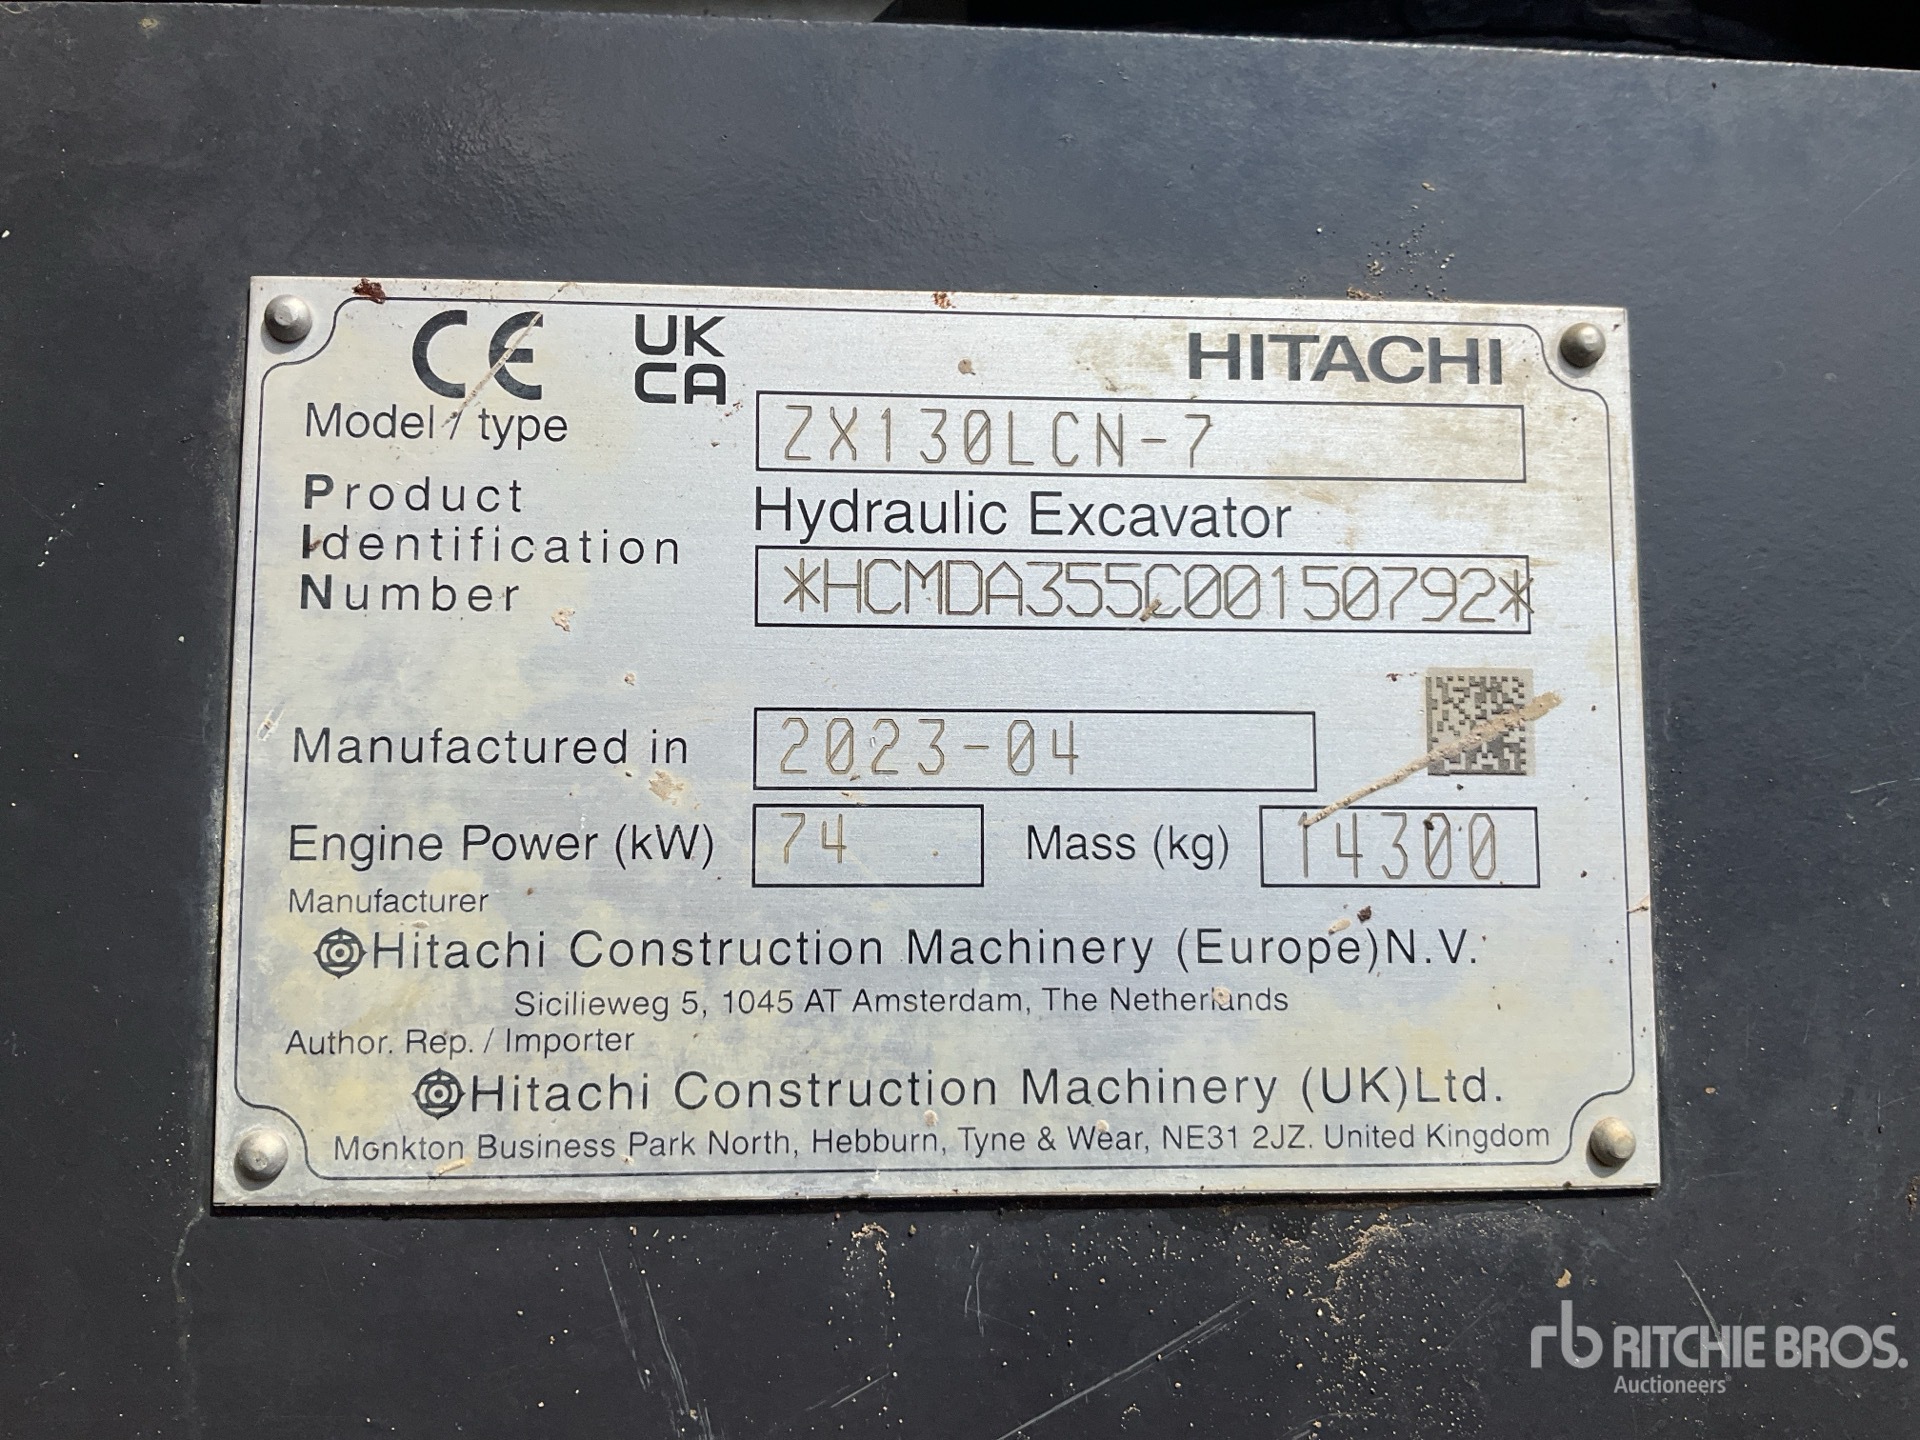 CE UK CA HITACHI
Model / type ZX130LCN-7
Product Hydraulic Excavator
Identification
Number *HCMDA355C00150792*
Manufactured in 2023-04
Engine Power (kW) 74 Mass (kg) 14300
Manufacturer
Hitachi Construction Machinery (Europe)N.V.
Sicilieweg 5, 1045 AT Amsterdam, The Netherlands
Author. Rep. / Importer
Hitachi Construction Machinery (UK)Ltd.
Monkton Business Park North, Hebburn, Tyne & Wear, NE31 2JZ. United Kingdom
rb RITCHIE BROS.
Auctioneers